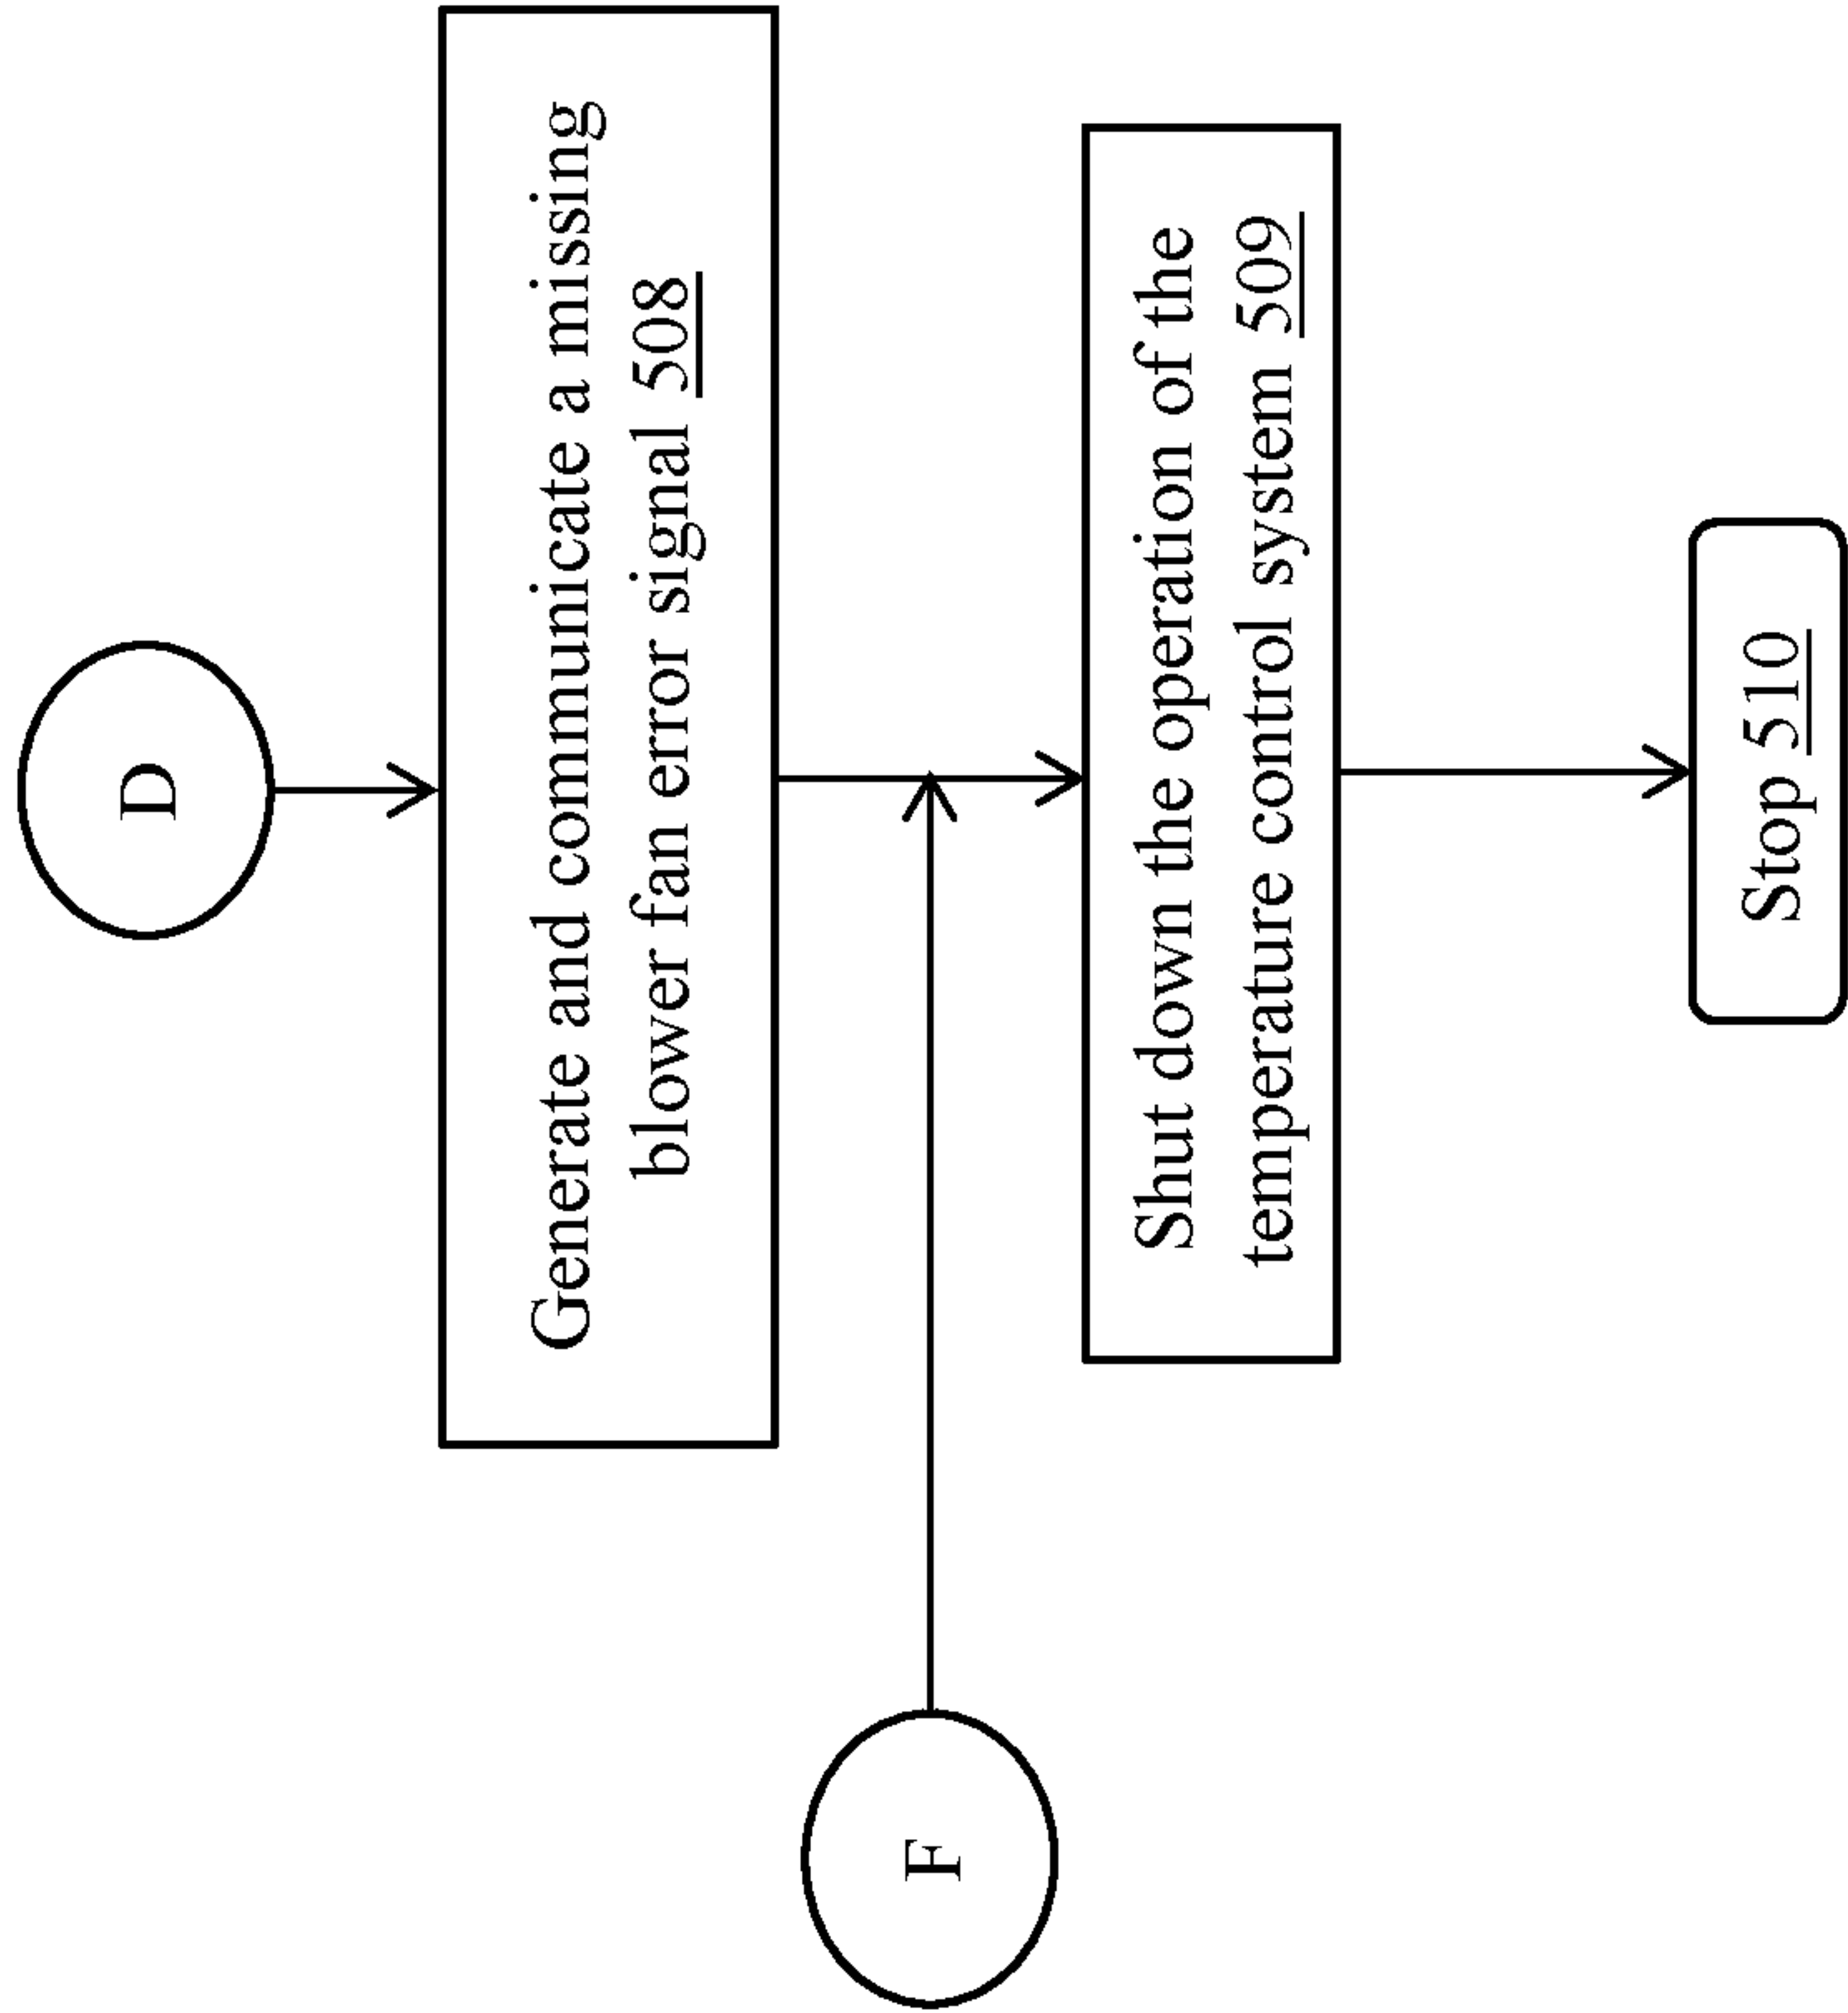 D
Generate and communicate a missing
blower fan error signal 508
F
Shut down the operation of the
temperature control system 509
Stop 510